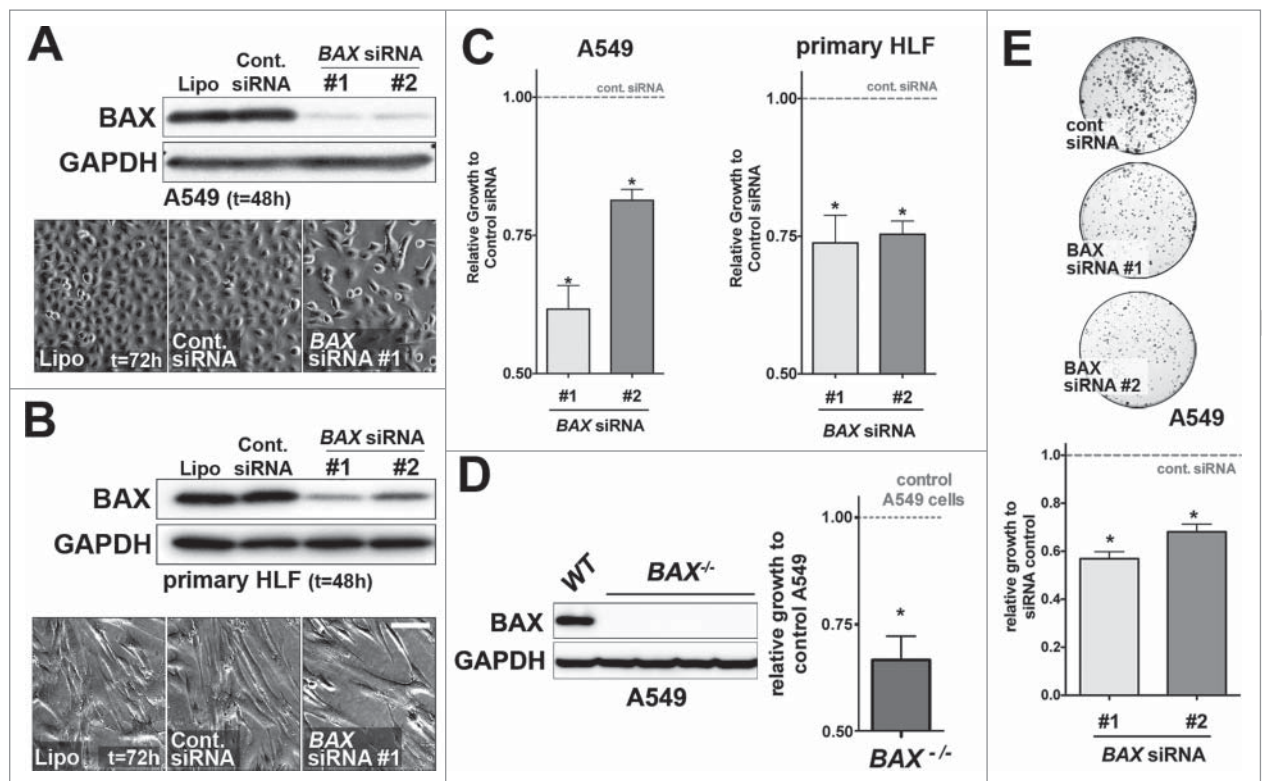 A
Lipo
Cont.
siRNA
BAX siRNA
#1 #2
BAX
GAPDH
A549 (t=48h)
Lipo
t=72h
Cont.
siRNA
BAX
siRNA #1
B
Lipo
Cont.
siRNA
BAX siRNA
#1 #2
BAX
GAPDH
primary HLF (t=48h)
Lipo
t=72h
Cont.
siRNA
BAX
siRNA #1
C
A549
Relative Growth to
Control siRNA
1.00
0.75
0.50
cont. siRNA
*
*
#1 #2
BAX siRNA
primary HLF
Relative Growth to
Control siRNA
1.00
0.75
0.50
cont. siRNA
*
*
#1 #2
BAX siRNA
D
WT
BAX-/-
BAX
GAPDH
A549
relative growth to
control A549
1.00
0.75
0.50
control
A549 cells
*
BAX -/-
E
cont
siRNA
BAX
siRNA #1
BAX
siRNA #2
A549
relative growth to
siRNA control
1.0
0.8
0.6
0.4
0.2
0.0
cont. siRNA
*
*
#1 #2
BAX siRNA